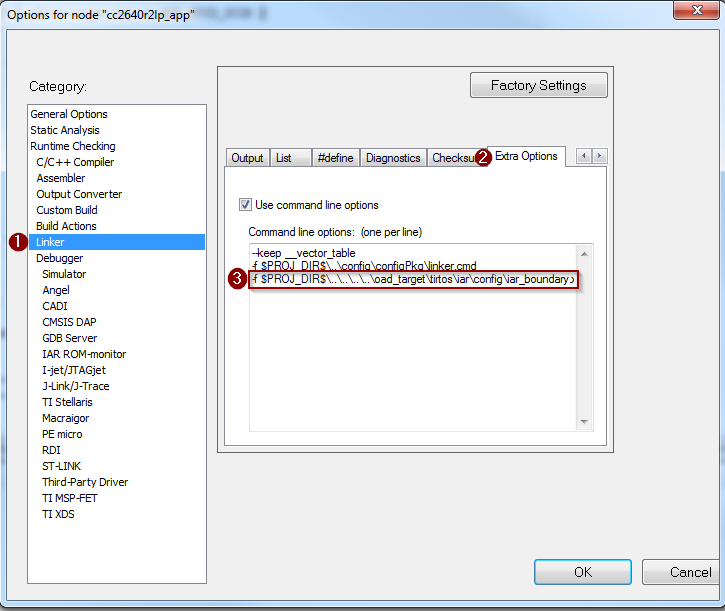 Options for node "cc2640r2lp_app"
Category:
Factory Settings
General Options
Static Analysis
Runtime Checking
C/C++ Compiler
Assembler
Output Converter
Custom Build
Build Actions
1
Linker
Debugger
Simulator
Angel
CADI
CMSIS DAP
GDB Server
IAR ROM-monitor
I-jet/JTAGjet
J-Link/J-Trace
TI Stellaris
Macraigor
PE micro
RDI
ST-LINK
Third-Party Driver
TI MSP-FET
TI XDS
Output
List
#define
Diagnostics
Checksu
2
Extra Options
Use command line options
Command line options: (one per line)
--keep __vector_table
-f $PROJ_DIR$\..\config\configPkg\linker.cmd
3
-f $PROJ_DIR$\..\..\..\..\oad_target\tirtos\iar\config\iar_boundary.
OK
Cancel